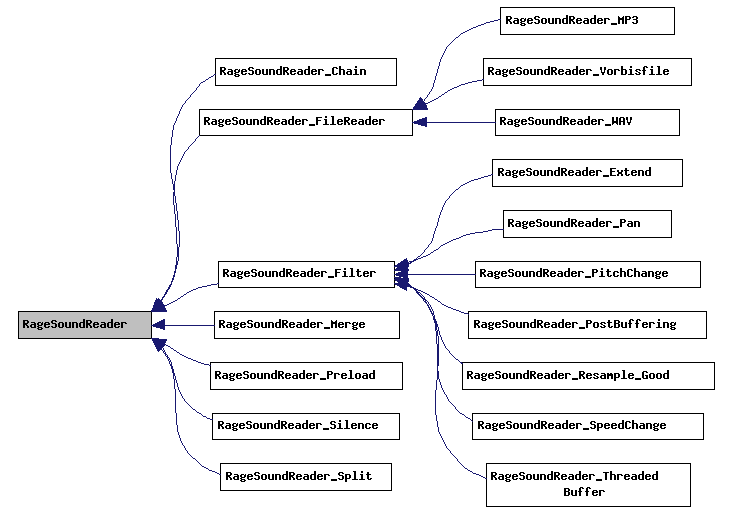 RageSoundReader_MP3
RageSoundReader_Chain
RageSoundReader_Vorbisfile
RageSoundReader_FileReader
RageSoundReader_WAV
RageSoundReader_Extend
RageSoundReader_Pan
RageSoundReader_Filter
RageSoundReader_PitchChange
RageSoundReader
RageSoundReader_Merge
RageSoundReader_PostBuffering
RageSoundReader_Preload
RageSoundReader_Resample_Good
RageSoundReader_Silence
RageSoundReader_SpeedChange
RageSoundReader_Split
RageSoundReader_Threaded
Buffer